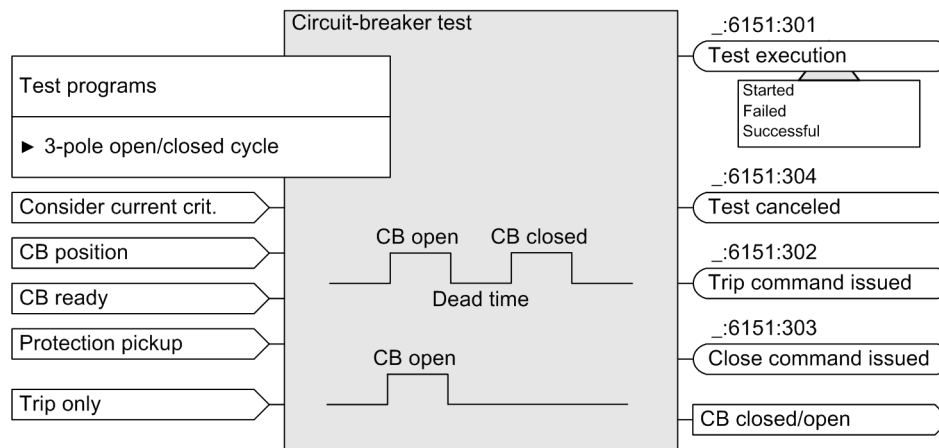 Circuit-breaker test
Test programs
► 3-pole open/closed cycle
Consider current crit.
CB position
CB ready
Protection pickup
Trip only
CB open
CB closed
Dead time
CB open
_:6151:301
Test execution
Started
Failed
Successful
_:6151:304
Test canceled
_:6151:302
Trip command issued
_:6151:303
Close command issued
CB closed/open